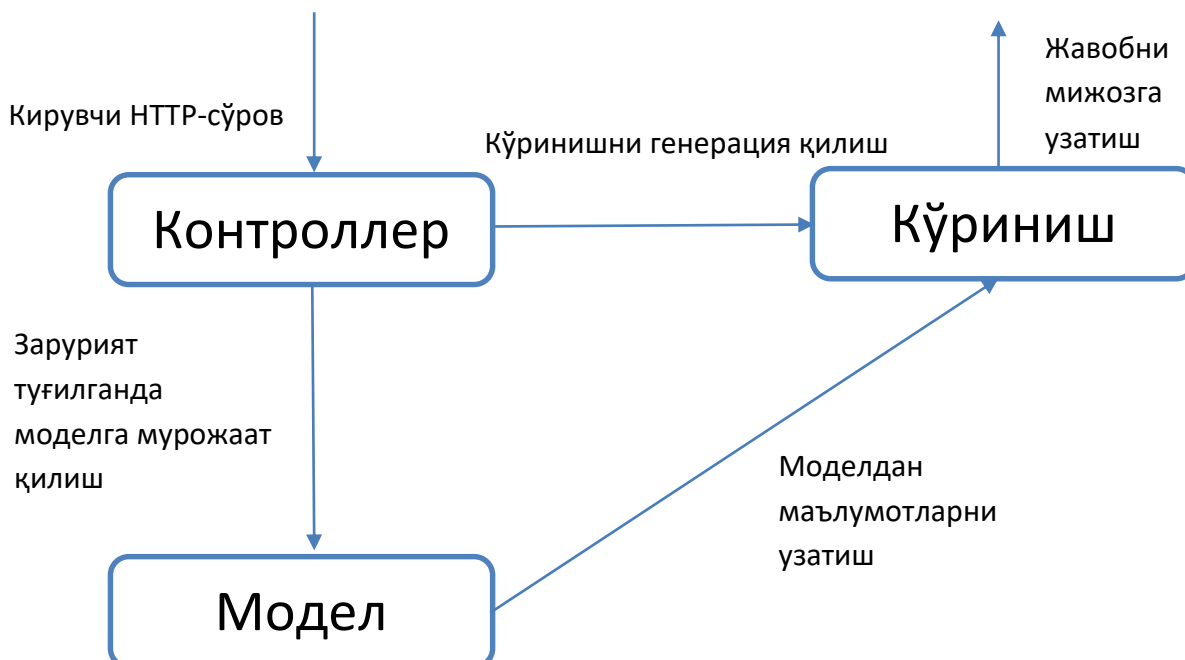 Кирувчи HTTP-сўров
Жавобни
мижозга
узатиш
Кўринишни генерация қилиш
Контроллер
Кўриниш
Зарурият
туғилганда
моделга мурожаат
қилиш
Моделдан
маълумотларни
узатиш
Модел